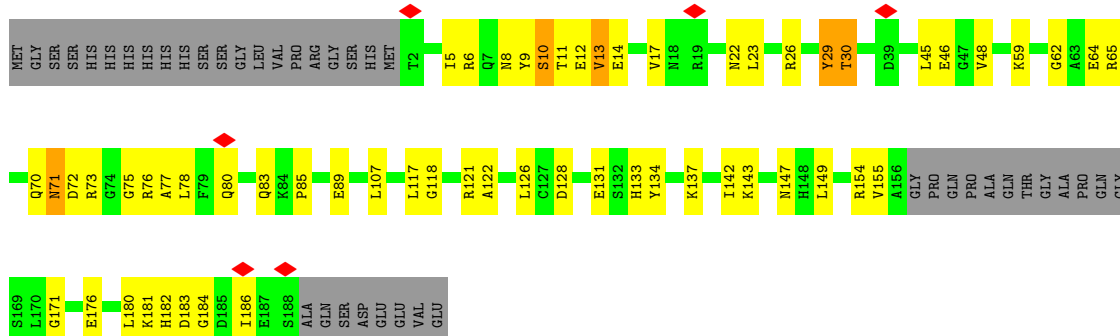 MET GLY SER SER HIS HIS HIS HIS HIS HIS SER SER GLY LEU VAL PRO ARG GLY SER HIS MET T2 I5 R6 Q7 N8 Y9 S10 T11 E12 V13 E14 V17 N18 R19 N22 L23 R26 Y29 T30 D39 L45 E46 G47 V48 K59 G62 A63 E64 R65
Q70 N71 D72 R73 G74 G75 R76 A77 L78 F79 Q80 Q83 K84 P85 E89 L107 L117 G118 R121 A122 L126 C127 D128 E131 S132 H133 Y134 K137 I142 K143 N147 H148 L149 R154 V155 A156 GLY PRO GLN PRO ALA GLN THR GLY ALA PRO GLN GLY
S169 L170 G171 E176 L180 K181 H182 D183 G184 D185 I186 E187 S188 ALA GLN SER ASP GLU GLU VAL GLU